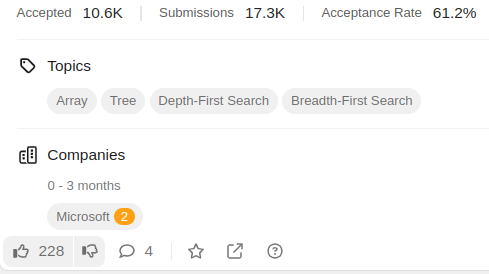 Accepted 10.6K Submissions 17.3K Acceptance Rate 61.2%
Topics
Array Tree Depth-First Search Breadth-First Search
Companies
0 - 3 months
Microsoft 2
228 4